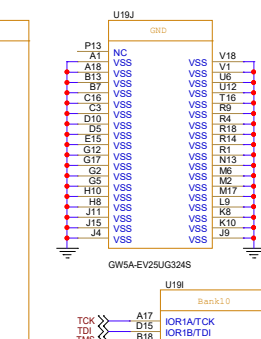 U19J
GND
P13 NC
A1 VSS VSS V18
A18 VSS VSS V1
B13 VSS VSS U6
B7 VSS VSS U12
C16 VSS VSS T16
C3 VSS VSS R9
D10 VSS VSS R4
D5 VSS VSS R18
E15 VSS VSS R14
G12 VSS VSS R1
G17 VSS VSS N13
G2 VSS VSS M6
G5 VSS VSS M2
H10 VSS VSS M17
H8 VSS VSS L9
J11 VSS VSS K8
J15 VSS VSS K10
J4 VSS VSS J9
GW5A-EV25UG324S
U19I
Bank10
TCK A17 IOR1A/TCK
TDI D15 IOR1B/TDI
TMS B18